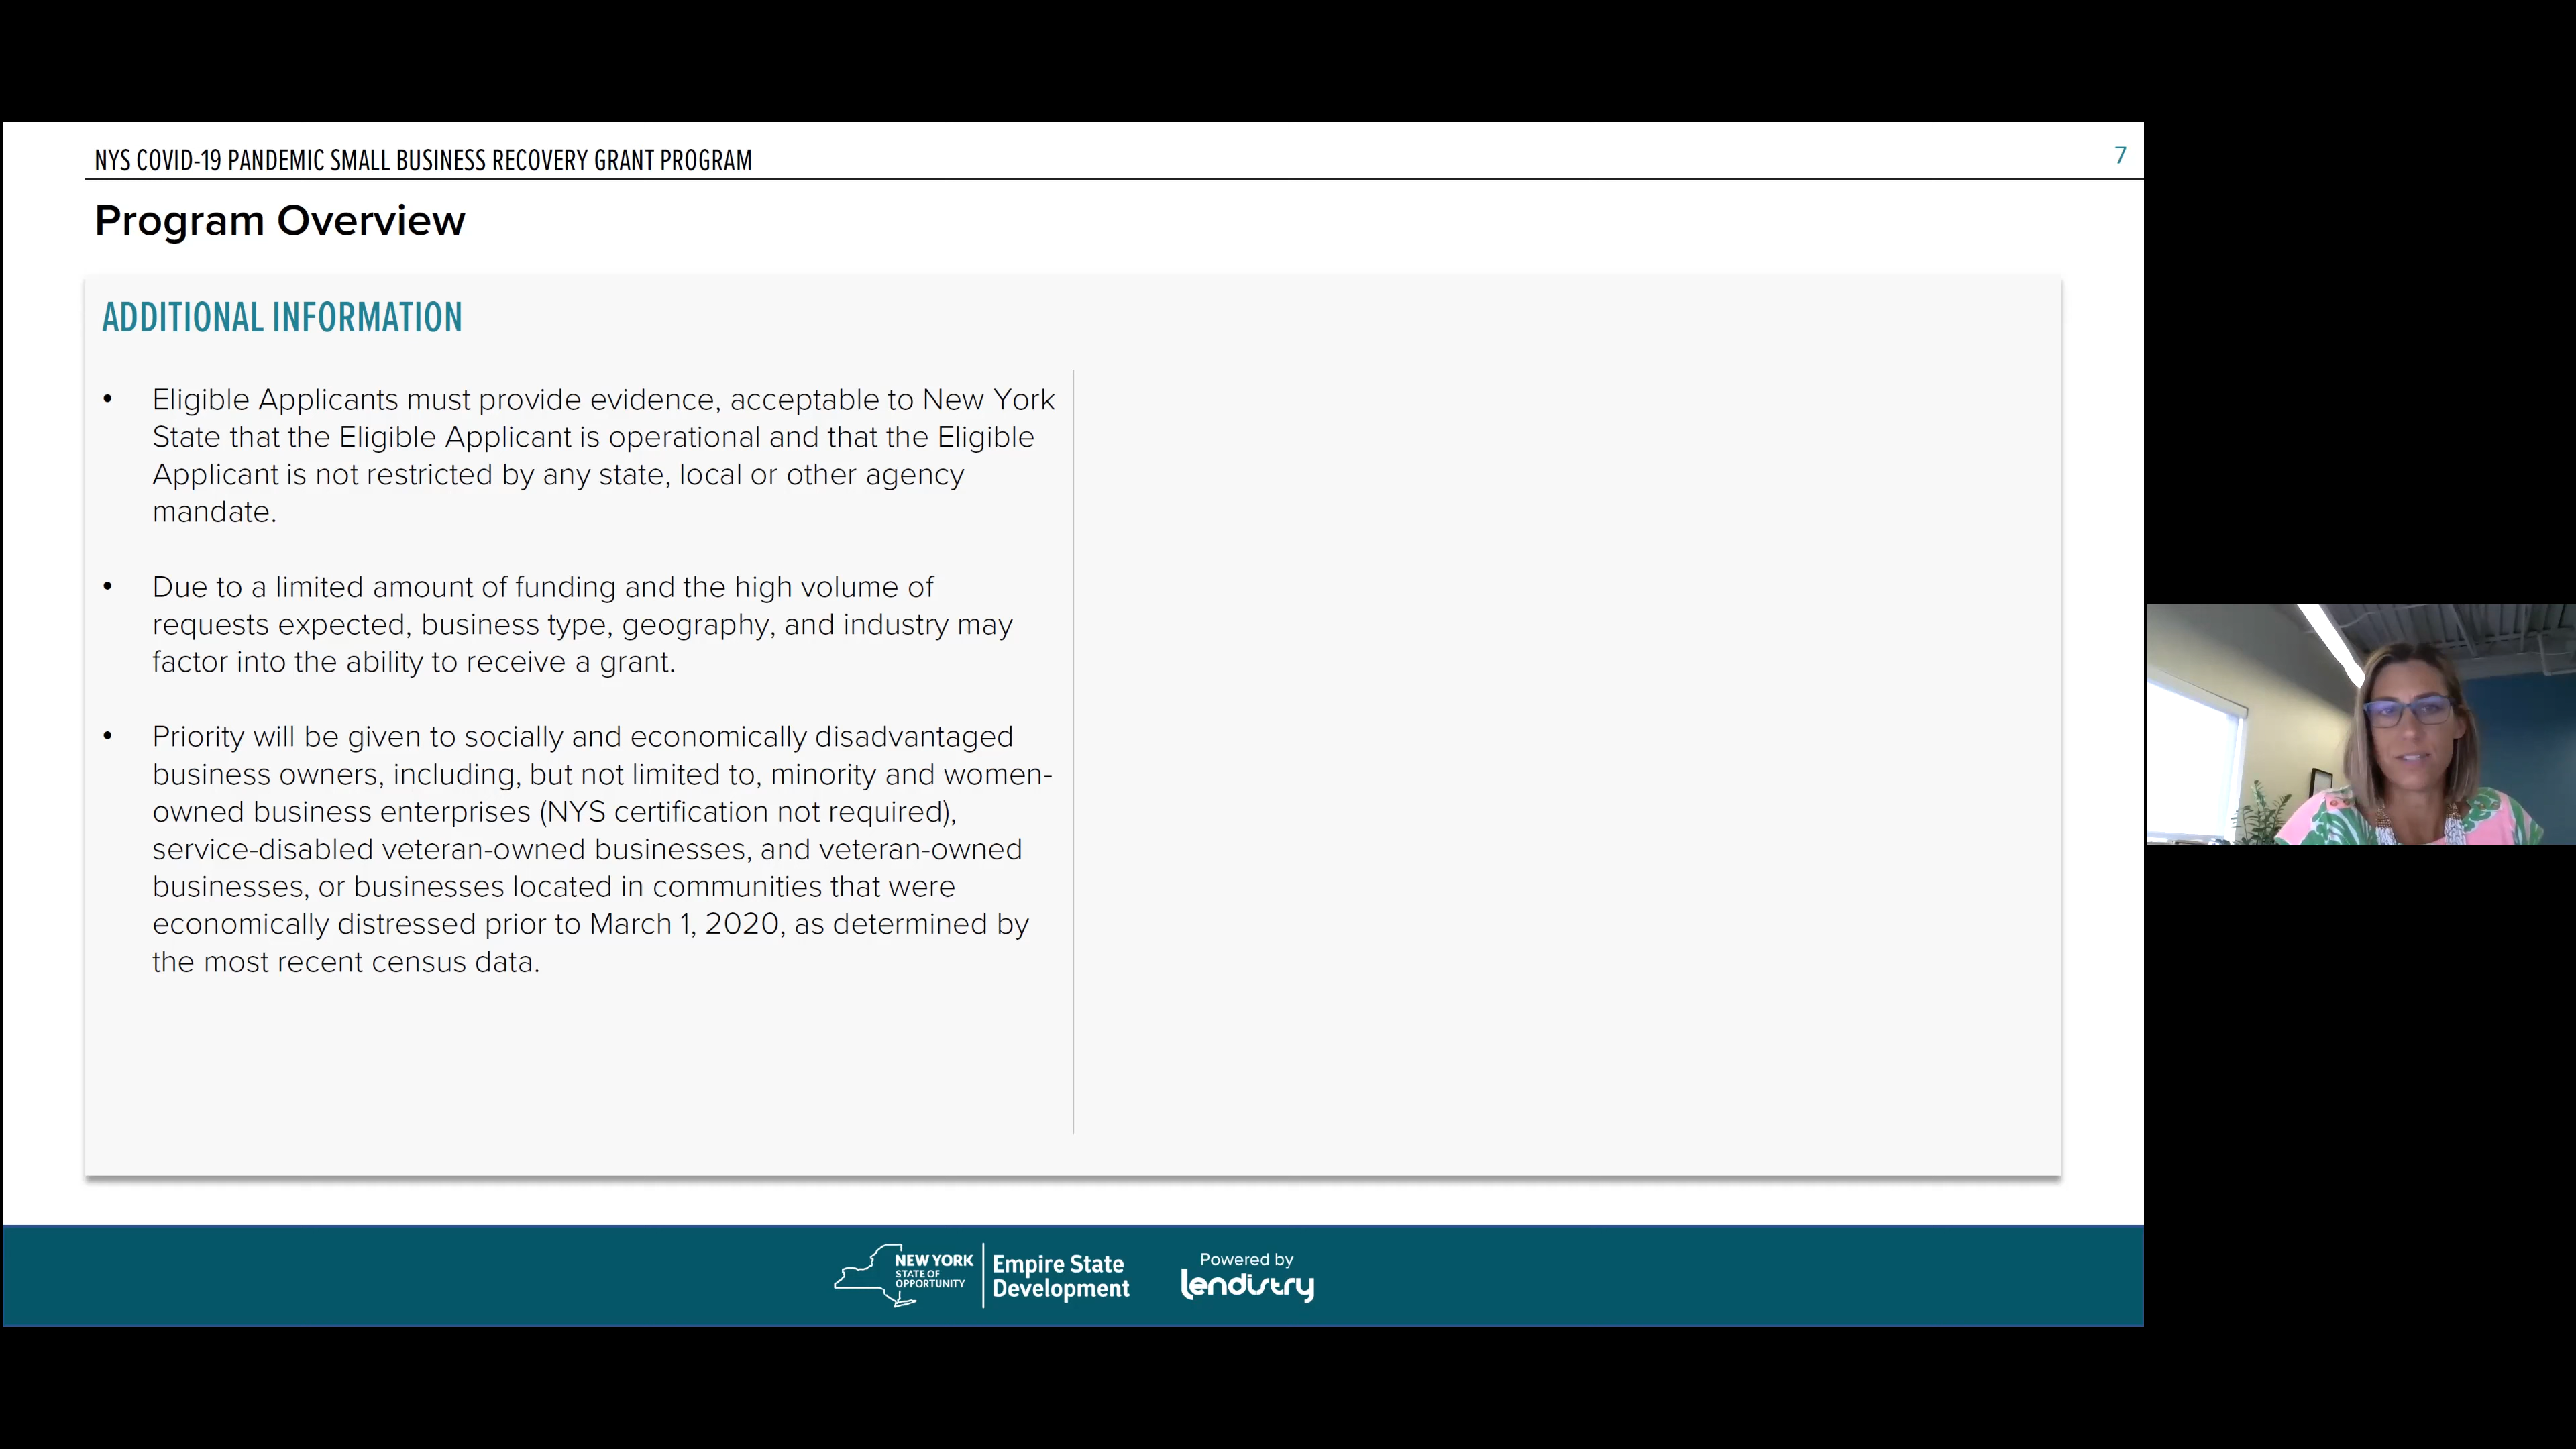 NYS COVID-19 PANDEMIC SMALL BUSINESS RECOVERY GRANT PROGRAM
7
Program Overview
ADDITIONAL INFORMATION
• Eligible Applicants must provide evidence, acceptable to New York
State that the Eligible Applicant is operational and that the Eligible
Applicant is not restricted by any state, local or other agency
mandate.
• Due to a limited amount of funding and the high volume of
requests expected, business type, geography, and industry may
factor into the ability to receive a grant.
• Priority will be given to socially and economically disadvantaged
business owners, including, but not limited to, minority and women-
owned business enterprises (NYS certification not required),
service-disabled veteran-owned businesses, and veteran-owned
businesses, or businesses located in communities that were
economically distressed prior to March 1, 2020, as determined by
the most recent census data.
NEW YORK
STATE OF
OPPORTUNITY
Empire State
Development
Powered by
lendistry